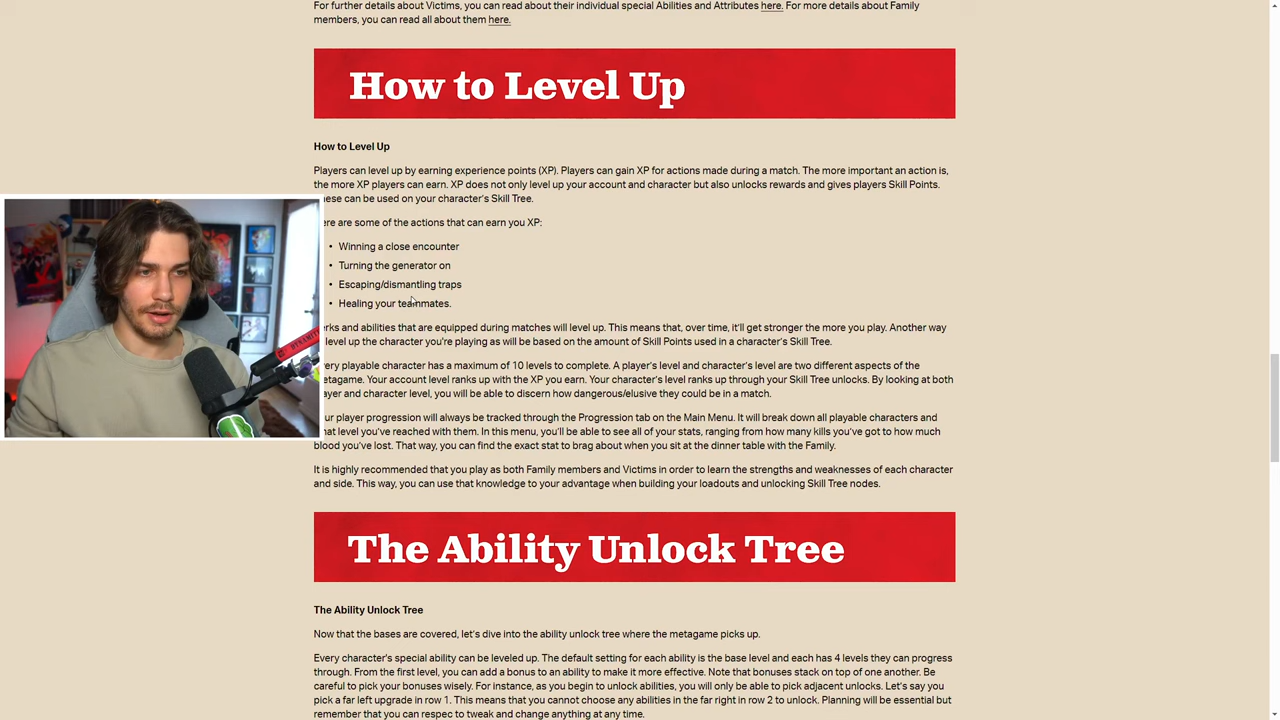 For further details about Victims, you can read about their individual special Abilities and Attributes here. For more details about Family
members, you can read all about them here.
How to Level Up
How to Level Up
Players can level up by earning experience points (XP). Players can gain XP for actions made during a match. The more important an action is,
the more XP players can earn. XP does not only level up your account and character but also unlocks rewards and gives players Skill Points.
can be used on your character's Skill Tree.
are some of the actions that can earn you XP:
• Winning a close encounter
• Turning the generator on
• Escaping/dismantling traps
• Healing your teammates.
and abilities that are equipped during matches will level up. This means that, over time, it'll get stronger the more you play. Another way
level up the character you're playing as will be based on the amount of Skill Points used in a character's Skill Tree.
playable character has a maximum of 10 levels to complete. A player's level and character's level are two different aspects of the
Your account level ranks up with the XP you earn. Your character's level ranks up through your Skill Tree unlocks. By looking at both
and character level, you will be able to discern how dangerous/elusive they could be in a match.
player progression will always be tracked through the Progression tab on the Main Menu. It will break down all playable characters and
level you've reached with them. In this menu, you'll be able to see all of your stats, ranging from how many kills you've got to how much
blood you've lost. That way, you can find the exact stat to brag about when you sit at the dinner table with the Family.
It is highly recommended that you play as both Family members and Victims in order to learn the strengths and weaknesses of each character
and side. This way, you can use that knowledge to your advantage when building your loadouts and unlocking Skill Tree nodes.
The Ability Unlock Tree
The Ability Unlock Tree
Now that the bases are covered, let's dive into the ability unlock tree where the metagame picks up.
Every character's special ability can be leveled up. The default setting for each ability is the base level and each has 4 levels they can progress
through. From the first level, you can add a bonus to an ability to make it more effective. Note that bonuses stack on top of one another. Be
careful to pick your bonuses wisely. For instance, as you begin to unlock abilities, you will only be able to pick adjacent unlocks. Let's say you
pick a far left upgrade in row 1. This means that you cannot choose any abilities in the far right in row 2 to unlock. Planning will be essential but
remember that you can respec to tweak and change anything at any time.